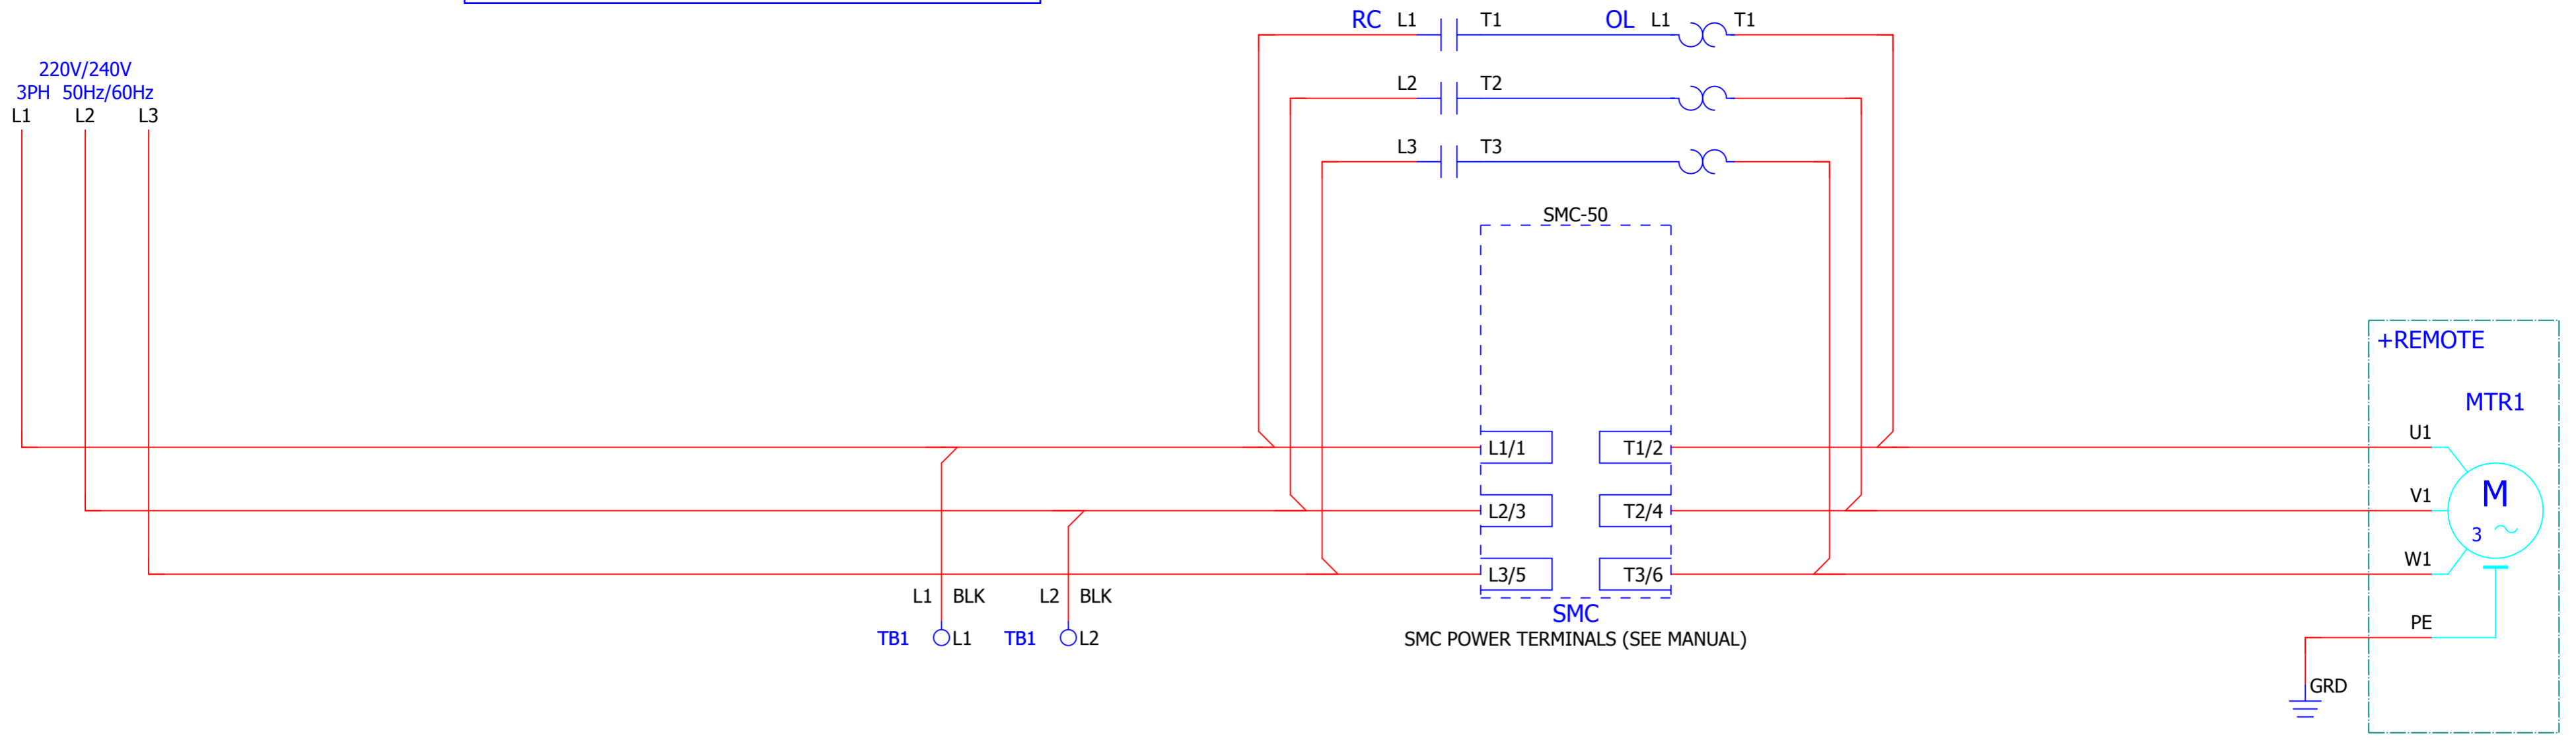 RC L1 T1 OL L1 T1
220V/240V
3PH 50Hz/60Hz
L1 L2 L3
L2 T2
L3 T3
SMC-50
+REMOTE
MTR1
L1/1 T1/2 U1
L2/3 T2/4 V1
M
3 ~
L3/5 T3/6 W1
L1 BLK L2 BLK
SMC
TB1 L1 TB1 L2
SMC POWER TERMINALS (SEE MANUAL)
PE
GRD